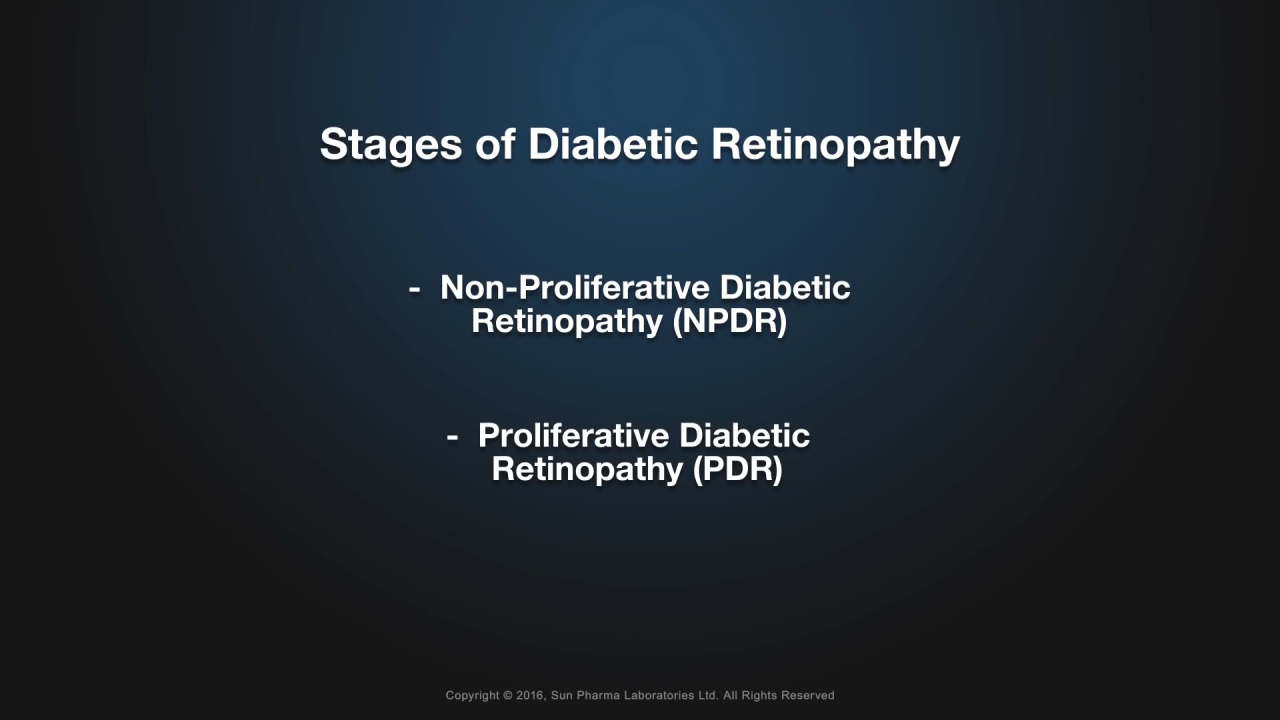 Stages of Diabetic Retinopathy
- Non-Proliferative Diabetic
Retinopathy (NPDR)
- Proliferative Diabetic
Retinopathy (PDR)
Copyright © 2016, Sun Pharma Laboratories Ltd. All Rights Reserved